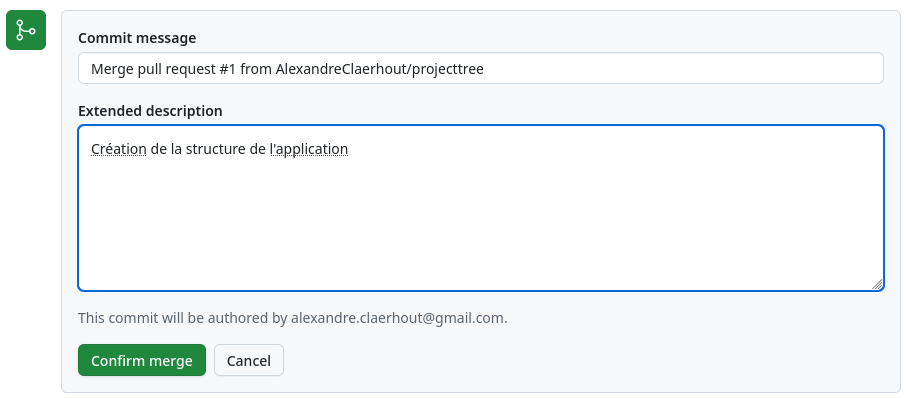 Commit message
Merge pull request #1 from AlexandreClaerhout/projecttree
Extended description
Création de la structure de l'application
This commit will be authored by alexandre.claerhout@gmail.com.
Confirm merge
Cancel